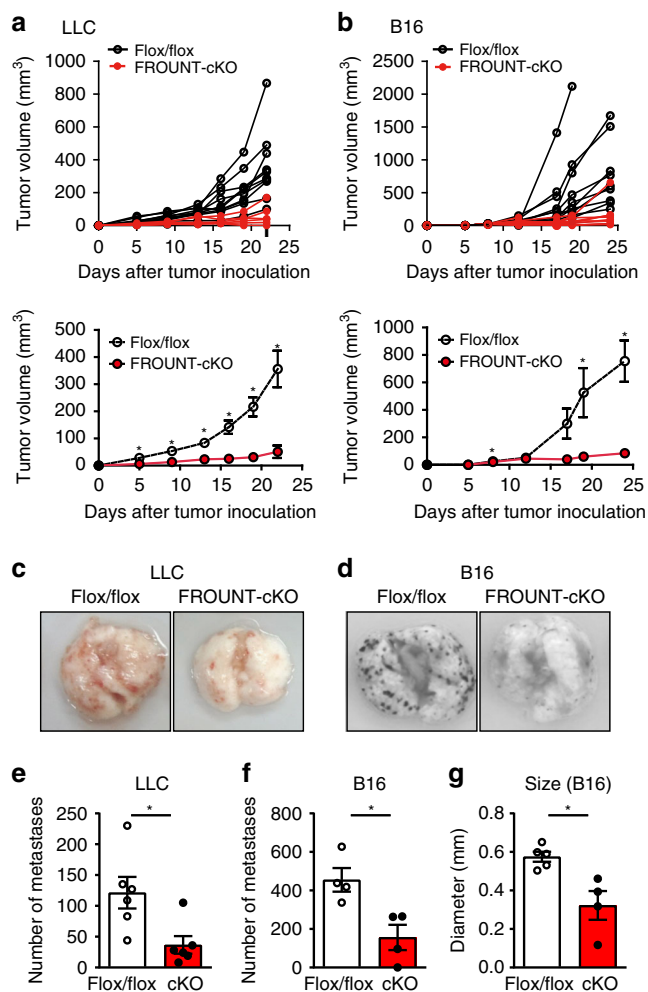 a LLC
Flox/flox
FROUNT-cKO
Tumor volume (mm³)
1000
800
600
400
200
0
0 5 10 15 20 25
Days after tumor inoculation
b B16
Flox/flox
FROUNT-cKO
Tumor volume (mm³)
2500
2000
1500
1000
500
0
0 5 10 15 20 25
Days after tumor inoculation
Flox/flox
FROUNT-cKO
Tumor volume (mm³)
500
400
300
200
100
0
* * * * * *
0 5 10 15 20 25
Days after tumor inoculation
Flox/flox
FROUNT-cKO
Tumor volume (mm³)
1000
800
600
400
200
0
* * *
0 5 10 15 20 25
Days after tumor inoculation
c LLC
Flox/flox FROUNT-cKO
d B16
Flox/flox FROUNT-cKO
e LLC
*
Number of metastases
250
200
150
100
50
0
Flox/flox cKO
f B16
*
Number of metastases
800
600
400
200
0
Flox/flox cKO
g Size (B16)
*
Diameter (mm)
0.8
0.6
0.4
0.2
0.0
Flox/flox cKO